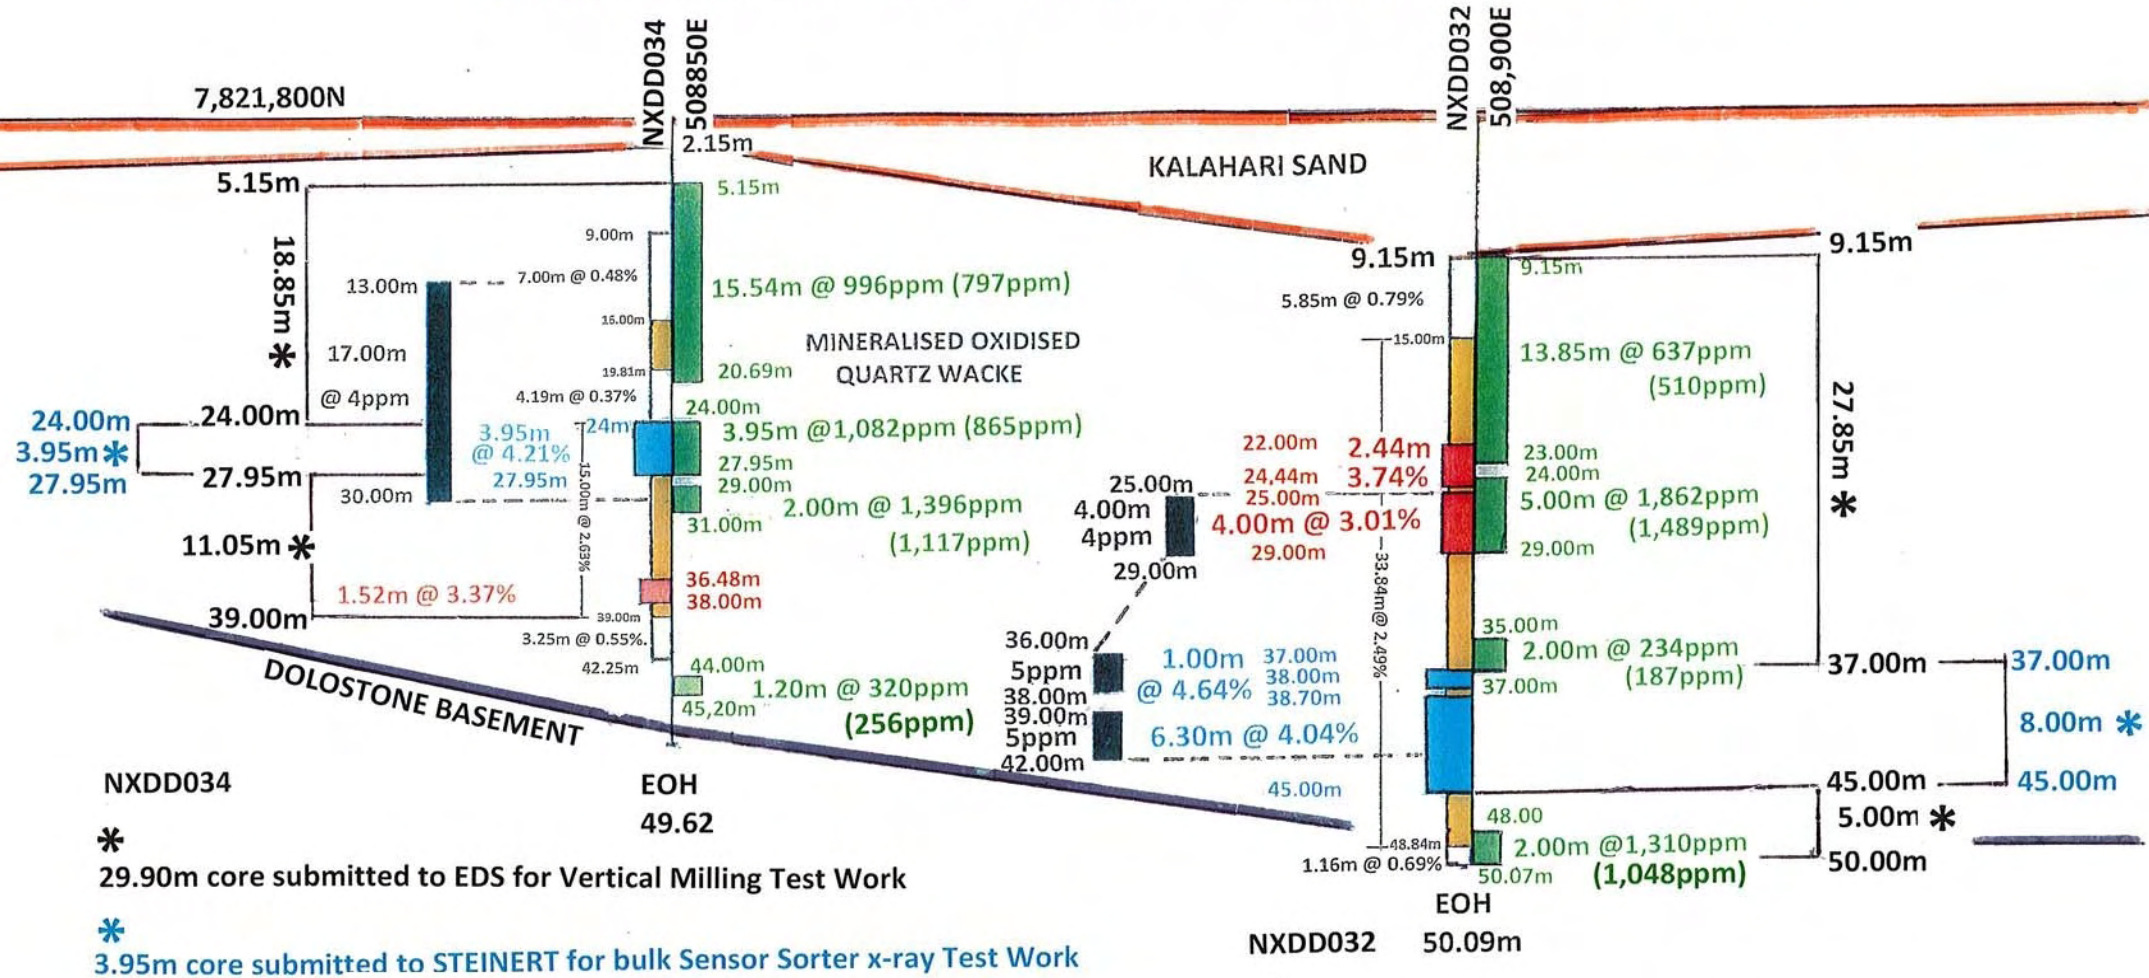 NXDD034
508850E
NXDD032
508,900E
7,821,800N
2.15m
KALAHARI SAND
5.15m
5.15m
18.85m *
9.00m
9.15m
9.15m
9.15m
13.00m
7.00m @ 0.48%
15.54m @ 996ppm (797ppm)
5.85m @ 0.79%
16.00m
MINERALISED OXIDISED
QUARTZ WACKE
15.00m
17.00m
@ 4ppm
19.81m
20.69m
13.85m @ 637ppm
(510ppm)
4.19m @ 0.37%
27.85m *
24.00m
3.95m *
27.95m
24.00m
27.95m
24.00m
24m
3.95m
@ 4.21%
27.95m
3.95m @1,082ppm (865ppm)
27.95m
29.00m
30.00m
15.00m @ 2.63%
2.00m @ 1,396ppm
(1,117ppm)
31.00m
22.00m
2.44m
24,44m
3.74%
25.00m
4.00m @ 3.01%
29.00m
23.00m
24.00m
5.00m @ 1,862ppm
(1,489ppm)
29.00m
25.00m
4.00m
4ppm
29.00m
33.84m@ 2.49%
11.05m *
1.52m @ 3.37%
36.48m
38.00m
39.00m
39.00m
3.25m @ 0.55%.
42.25m
44.00m
1.20m @ 320ppm
45,20m
(256ppm)
DOLOSTONE BASEMENT
36.00m
5ppm
38.00m
39.00m
5ppm
42.00m
1.00m
@ 4.64%
37.00m
38.00m
38.70m
6.30m @ 4.04%
45.00m
35.00m
2.00m @ 234ppm
(187ppm)
37.00m
37.00m
37.00m
8.00m *
45.00m
45.00m
5.00m *
50.00m
48.00
2.00m @1,310ppm
(1,048ppm)
48.84m
1.16m @ 0.69%
50.07m
EOH
NXDD032
50.09m
NXDD034
EOH
49.62
*
29.90m core submitted to EDS for Vertical Milling Test Work
*
3.95m core submitted to STEINERT for bulk Sensor Sorter x-ray Test Work